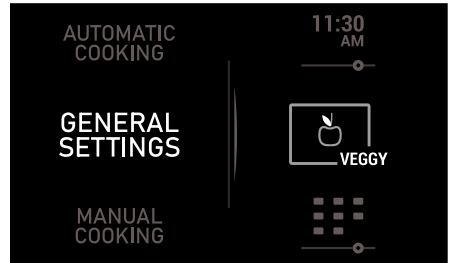 AUTOMATIC
COOKING
11:30
AM
GENERAL
SETTINGS
VEGGY
MANUAL
COOKING